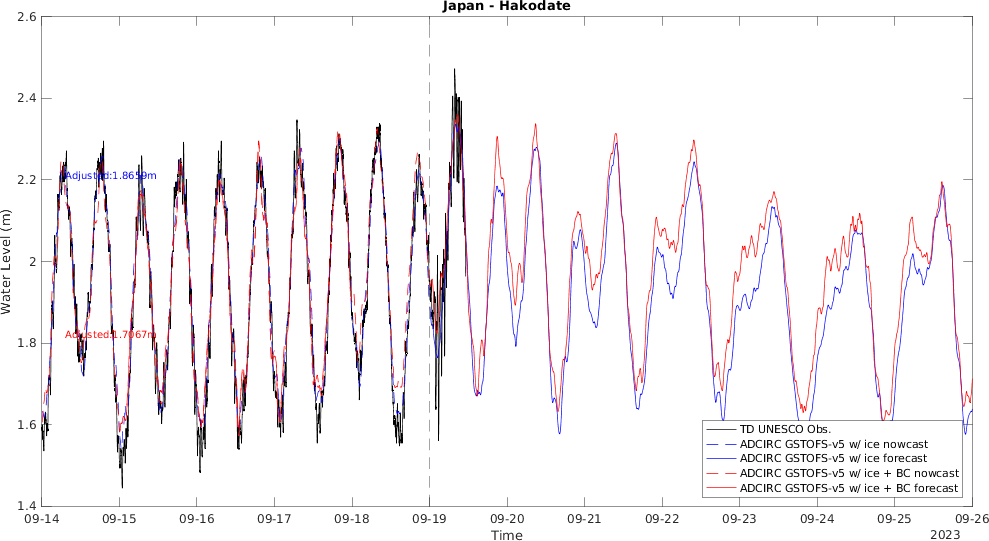 Japan - Hakodate
2.6
2.4
2.2
2
1.8
1.6
1.4
Water Level (m)
Adjusted:1.8659m
Adjusted:1.7067m
TD UNESCO Obs.
ADCIRC GSTOFS-v5 w/ ice nowcast
ADCIRC GSTOFS-v5 w/ ice forecast
ADCIRC GSTOFS-v5 w/ ice + BC nowcast
ADCIRC GSTOFS-v5 w/ ice + BC forecast
09-14 09-15 09-16 09-17 09-18 09-19 09-20 09-21 09-22 09-23 09-24 09-25 09-26
Time
2023